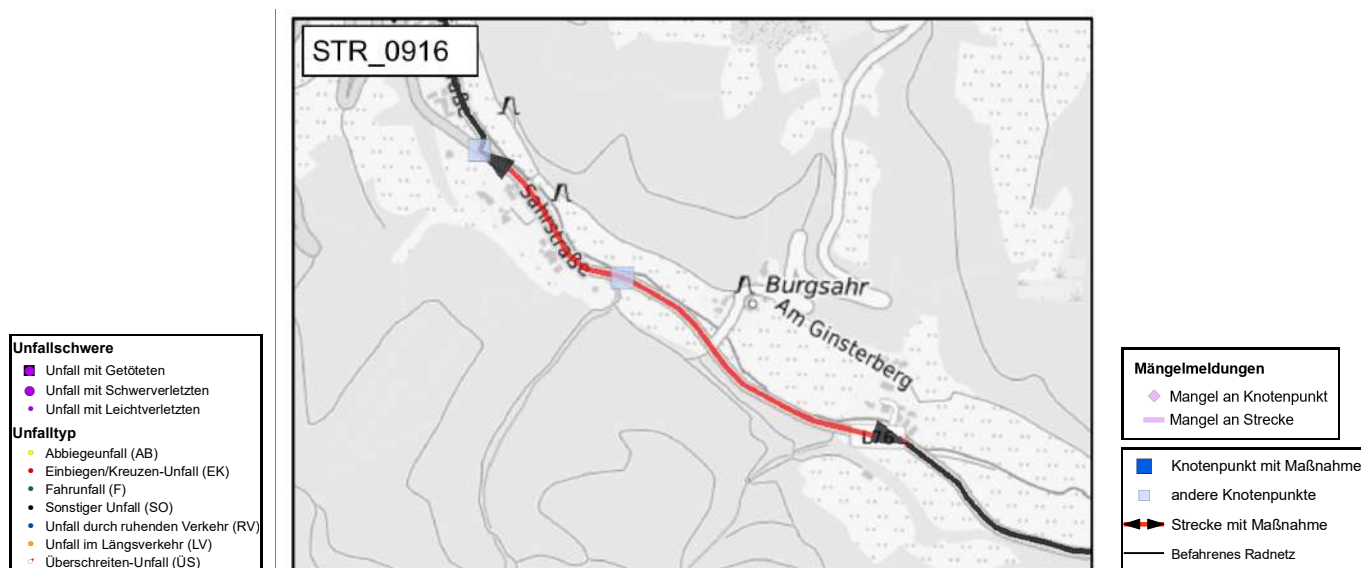 STR_0916
Sahrstraße
Burgsahr
Am Ginsterberg
Unfallschwere
Unfall mit Getöteten
Unfall mit Schwerverletzten
Unfall mit Leichtverletzten
Unfalltyp
Abbiegeunfall (AB)
Einbiegen/Kreuzen-Unfall (EK)
Fahrunfall (F)
Sonstiger Unfall (SO)
Unfall durch ruhenden Verkehr (RV)
Unfall im Längsverkehr (LV)
Überschreiten-Unfall (ÜS)
Mängelmeldungen
Mangel an Knotenpunkt
Mangel an Strecke
Knotenpunkt mit Maßnahme
andere Knotenpunkte
Strecke mit Maßnahme
Befahrenes Radnetz